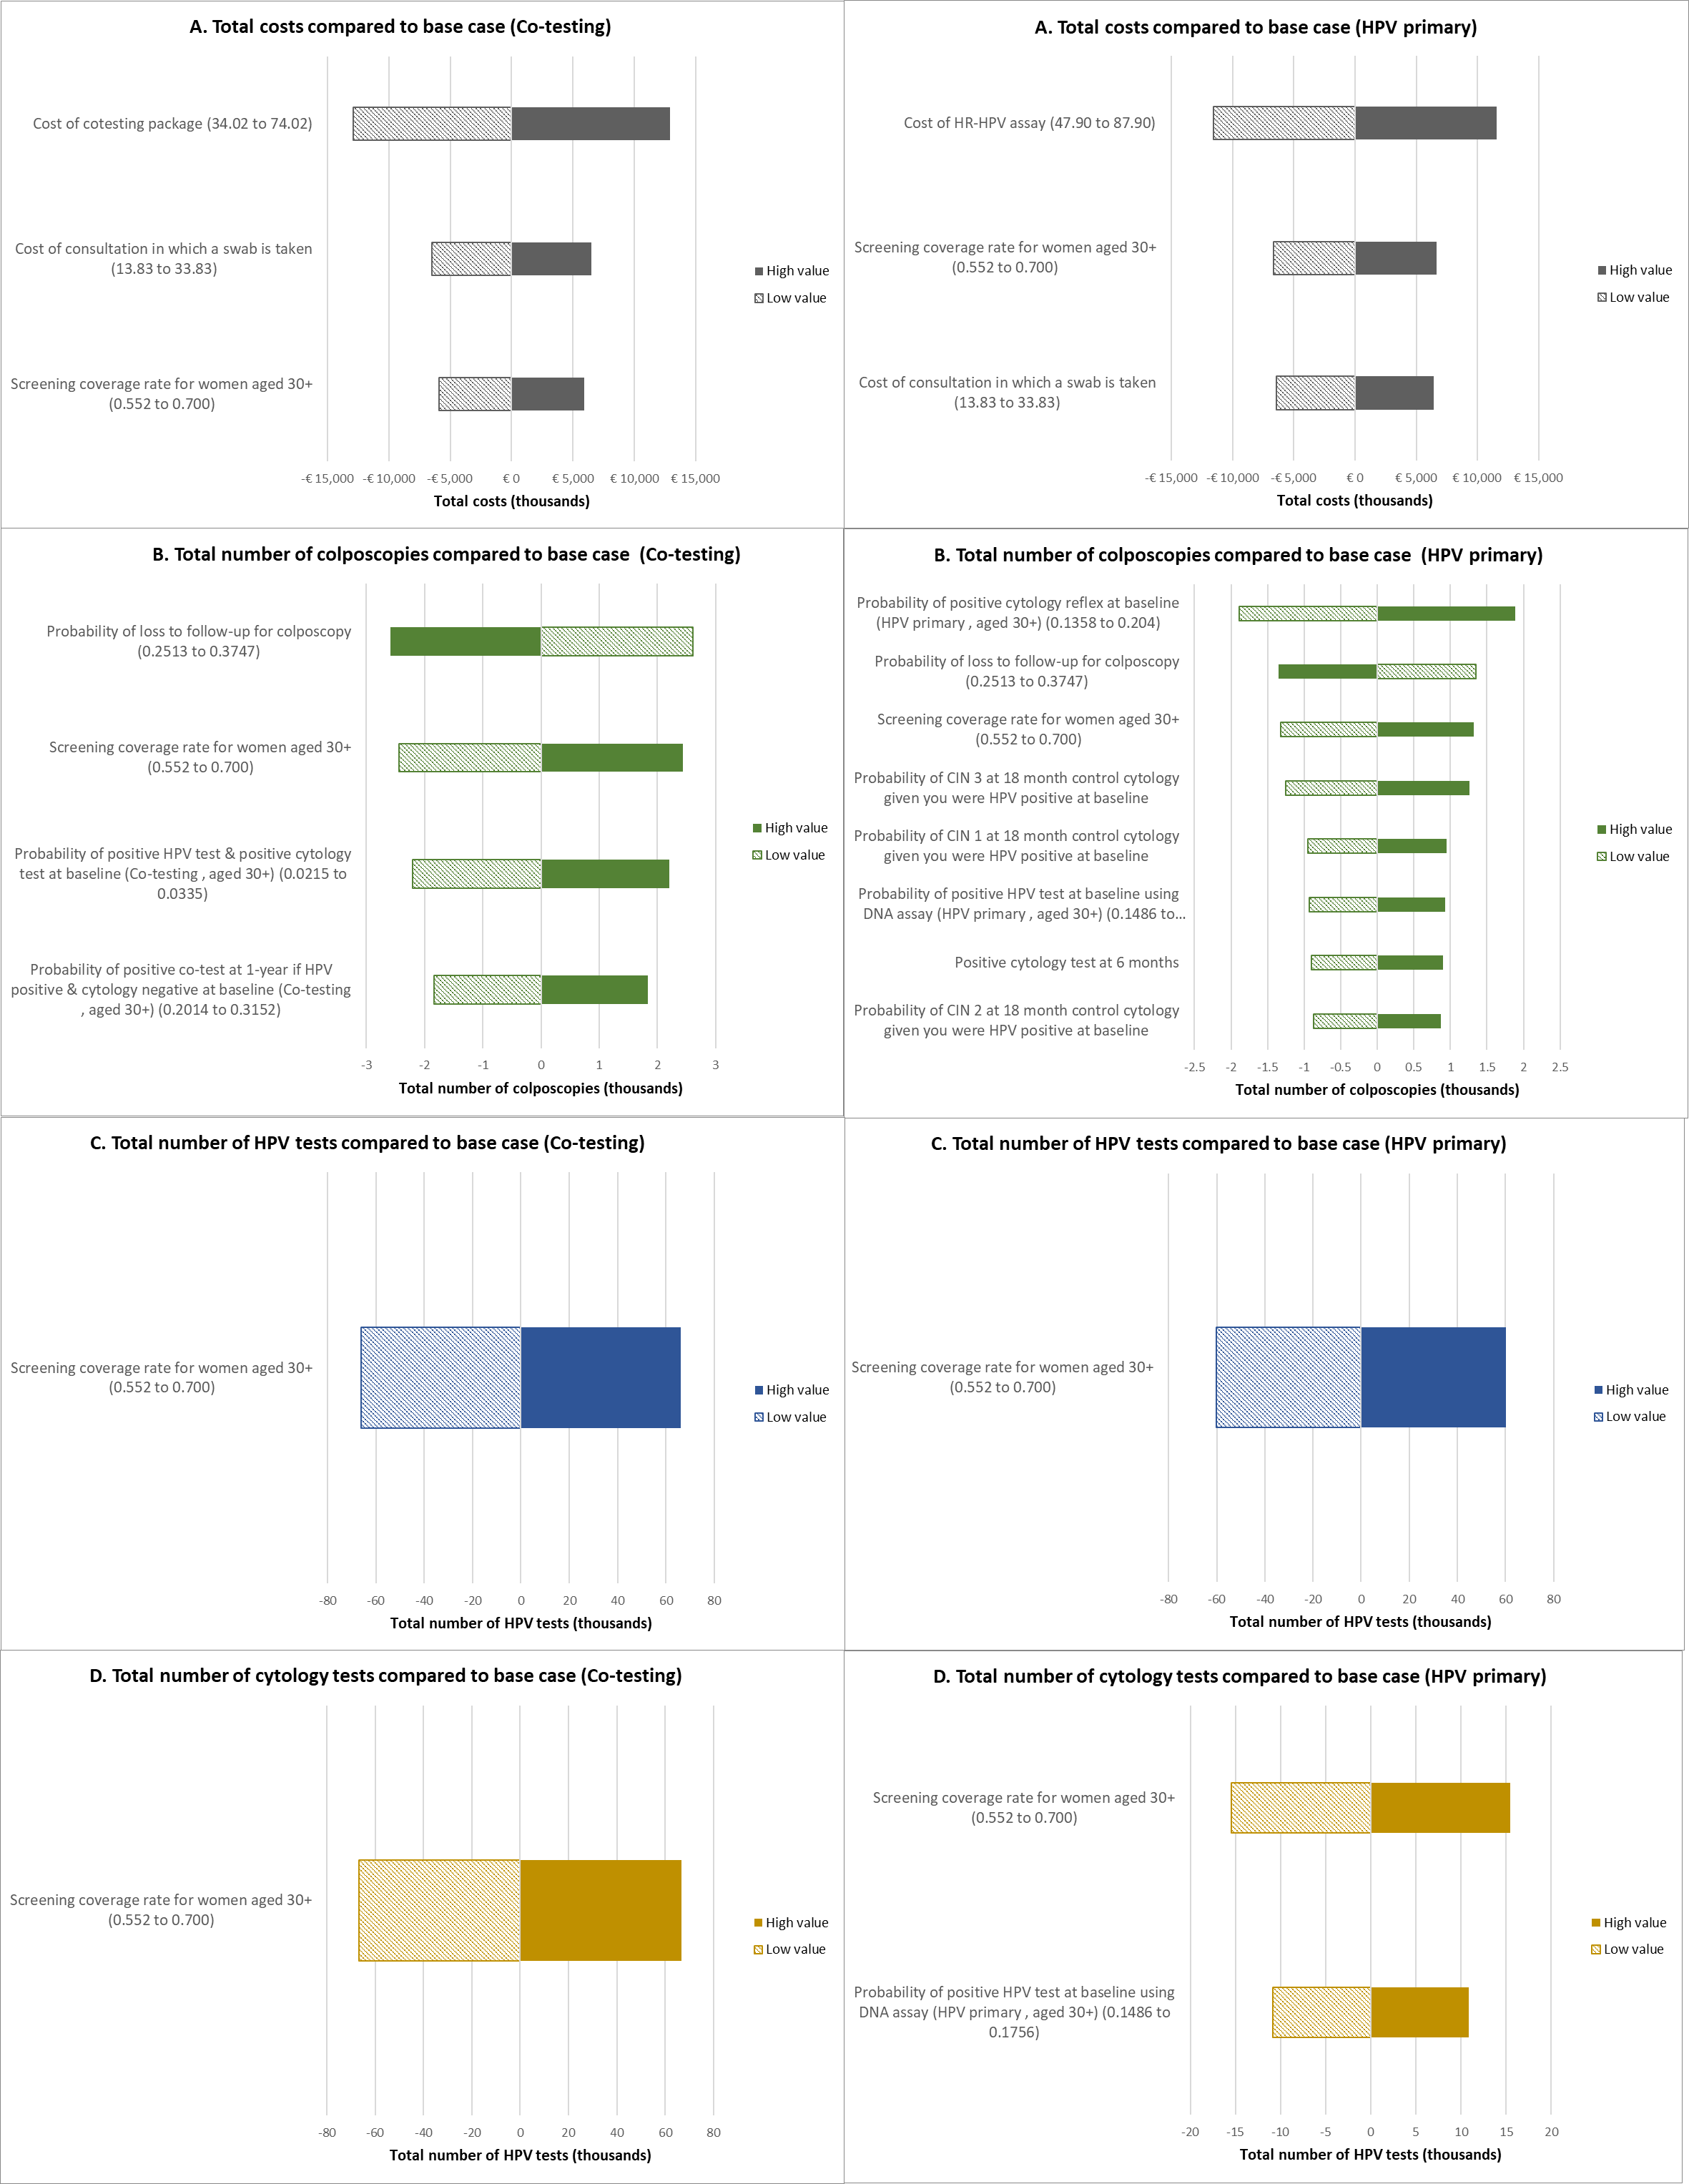 A. Total costs compared to base case (Co-testing)
Cost of cotesting package (34.02 to 74.02)
Cost of consultation in which a swab is taken
(13.83 to 33.83)
Screening coverage rate for women aged 30+
(0.552 to 0.700)
High value
Low value
-€ 15,000 -€ 10,000 -€ 5,000 € 0 € 5,000 € 10,000 € 15,000
Total costs (thousands)
A. Total costs compared to base case (HPV primary)
Cost of HR-HPV assay (47.90 to 87.90)
Screening coverage rate for women aged 30+
(0.552 to 0.700)
Cost of consultation in which a swab is taken
(13.83 to 33.83)
High value
Low value
-€ 15,000 -€ 10,000 -€ 5,000 € 0 € 5,000 € 10,000 € 15,000
Total costs (thousands)
B. Total number of colposcopies compared to base case (Co-testing)
Probability of loss to follow-up for colposcopy
(0.2513 to 0.3747)
Screening coverage rate for women aged 30+
(0.552 to 0.700)
Probability of positive HPV test & positive cytology
test at baseline (Co-testing , aged 30+) (0.0215 to
0.0335)
Probability of positive co-test at 1-year if HPV
positive & cytology negative at baseline (Co-testing
, aged 30+) (0.2014 to 0.3152)
High value
Low value
-3 -2 -1 0 1 2 3
Total number of colposcopies (thousands)
B. Total number of colposcopies compared to base case (HPV primary)
Probability of positive cytology reflex at baseline
(HPV primary , aged 30+) (0.1358 to 0.204)
Probability of loss to follow-up for colposcopy
(0.2513 to 0.3747)
Screening coverage rate for women aged 30+
(0.552 to 0.700)
Probability of CIN 3 at 18 month control cytology
given you were HPV positive at baseline
Probability of CIN 1 at 18 month control cytology
given you were HPV positive at baseline
Probability of positive HPV test at baseline using
DNA assay (HPV primary , aged 30+) (0.1486 to...
Positive cytology test at 6 months
Probability of CIN 2 at 18 month control cytology
given you were HPV positive at baseline
High value
Low value
-2.5 -2 -1.5 -1 -0.5 0 0.5 1 1.5 2 2.5
Total number of colposcopies (thousands)
C. Total number of HPV tests compared to base case (Co-testing)
Screening coverage rate for women aged 30+
(0.552 to 0.700)
High value
Low value
-80 -60 -40 -20 0 20 40 60 80
Total number of HPV tests (thousands)
C. Total number of HPV tests compared to base case (HPV primary)
Screening coverage rate for women aged 30+
(0.552 to 0.700)
High value
Low value
-80 -60 -40 -20 0 20 40 60 80
Total number of HPV tests (thousands)
D. Total number of cytology tests compared to base case (Co-testing)
Screening coverage rate for women aged 30+
(0.552 to 0.700)
High value
Low value
-80 -60 -40 -20 0 20 40 60 80
Total number of HPV tests (thousands)
D. Total number of cytology tests compared to base case (HPV primary)
Screening coverage rate for women aged 30+
(0.552 to 0.700)
Probability of positive HPV test at baseline using
DNA assay (HPV primary , aged 30+) (0.1486 to
0.1756)
High value
Low value
-20 -15 -10 -5 0 5 10 15 20
Total number of HPV tests (thousands)